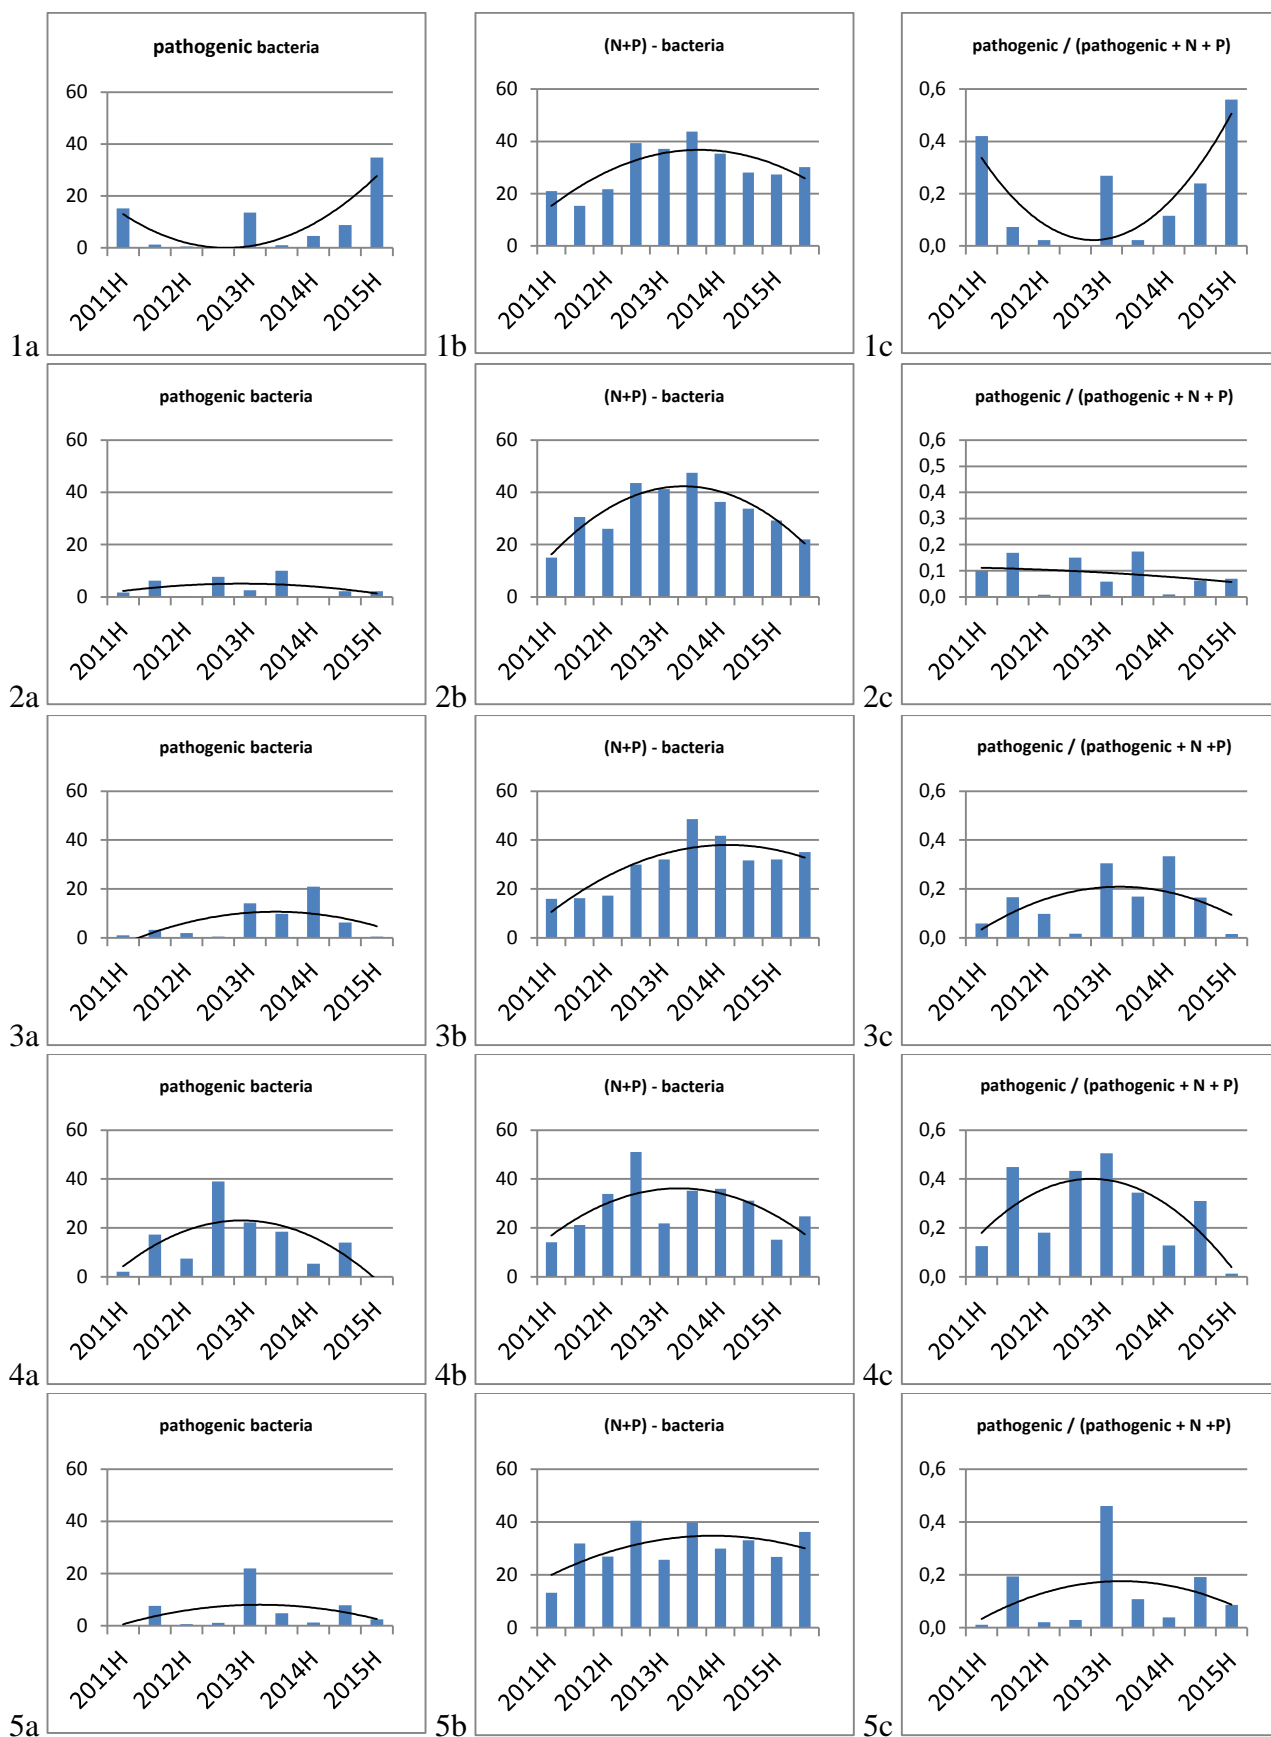 pathogenic bacteria
60
40
20
0
2011H
2012H
2013H
2014H
2015H
1a
(N+P) - bacteria
60
40
20
0
2011H
2012H
2013H
2014H
2015H
1b
pathogenic / (pathogenic + N + P)
0,6
0,4
0,2
0,0
2011H
2012H
2013H
2014H
2015H
1c
pathogenic bacteria
60
40
20
0
2011H
2012H
2013H
2014H
2015H
2a
(N+P) - bacteria
60
40
20
0
2011H
2012H
2013H
2014H
2015H
2b
pathogenic / (pathogenic + N + P)
0,6
0,5
0,4
0,3
0,2
0,1
0,0
2011H
2012H
2013H
2014H
2015H
2c
pathogenic bacteria
60
40
20
0
2011H
2012H
2013H
2014H
2015H
3a
(N+P) - bacteria
60
40
20
0
2011H
2012H
2013H
2014H
2015H
3b
pathogenic / (pathogenic + N +P)
0,6
0,4
0,2
0,0
2011H
2012H
2013H
2014H
2015H
3c
pathogenic bacteria
60
40
20
0
2011H
2012H
2013H
2014H
2015H
4a
(N+P) - bacteria
60
40
20
0
2011H
2012H
2013H
2014H
2015H
4b
pathogenic / (pathogenic + N + P)
0,6
0,4
0,2
0,0
2011H
2012H
2013H
2014H
2015H
4c
pathogenic bacteria
60
40
20
0
2011H
2012H
2013H
2014H
2015H
5a
(N+P) - bacteria
60
40
20
0
2011H
2012H
2013H
2014H
2015H
5b
pathogenic / (pathogenic + N +P)
0,6
0,4
0,2
0,0
2011H
2012H
2013H
2014H
2015H
5c